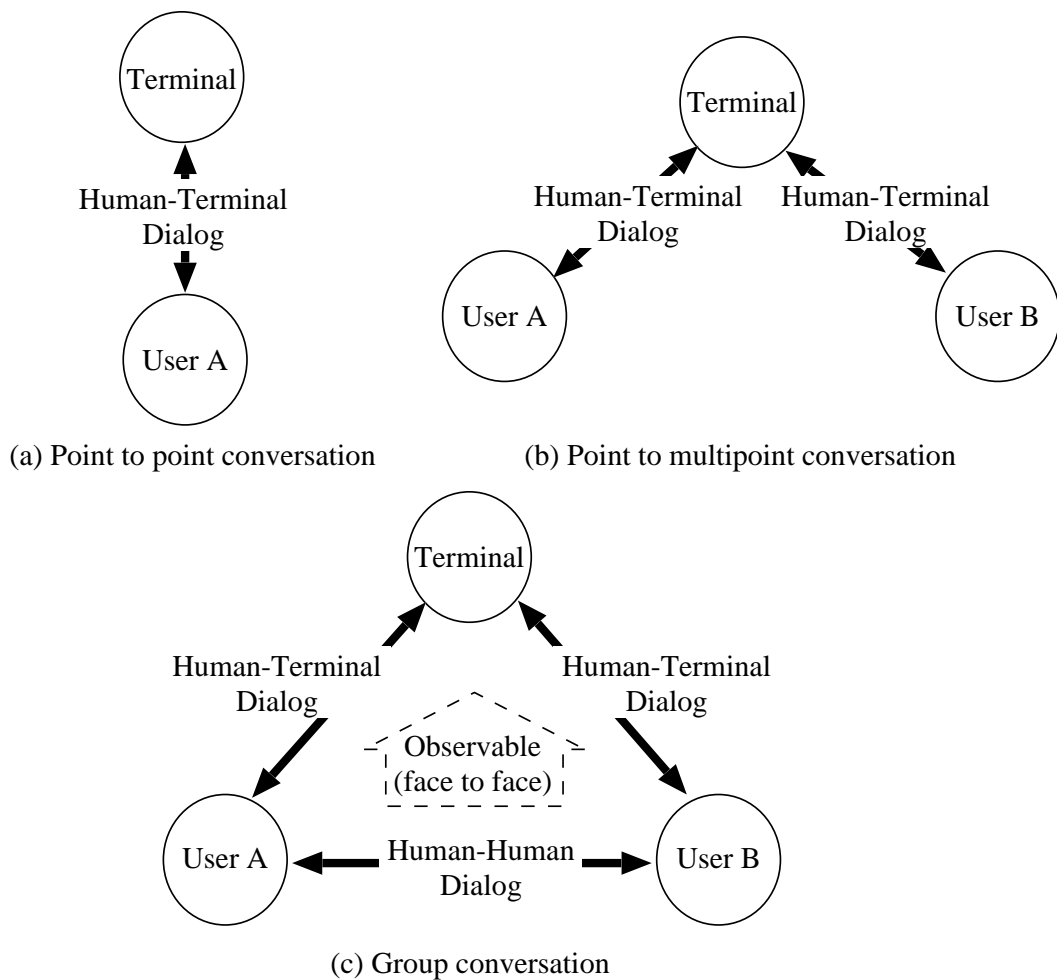 Terminal
Human-Terminal
Dialog
User A
(a) Point to point conversation
Terminal
Human-Terminal
Dialog
Human-Terminal
Dialog
User A
User B
(b) Point to multipoint conversation
Terminal
Human-Terminal
Dialog
Human-Terminal
Dialog
Observable
(face to face)
User A
Human-Human
Dialog
User B
(c) Group conversation